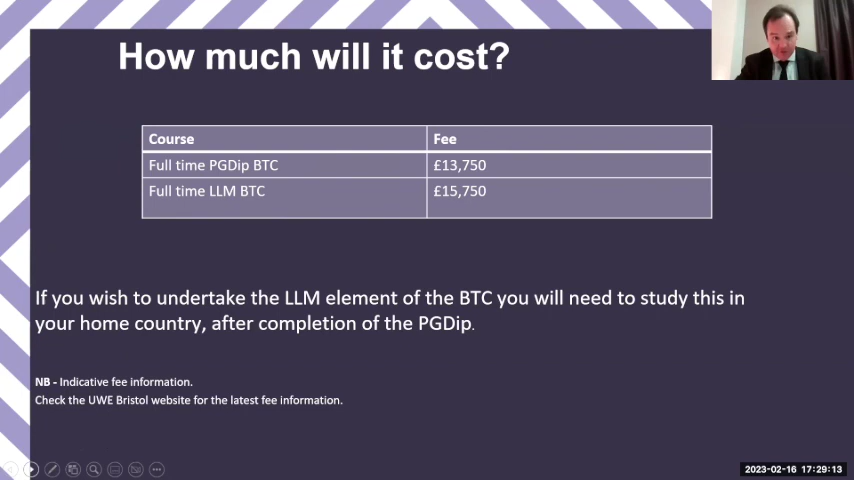 How much will it cost?
Course Fee
Full time PGDip BTC £13,750
Full time LLM BTC £15,750
If you wish to undertake the LLM element of the BTC you will need to study this in
your home country, after completion of the PGDip.
NB - Indicative fee information.
Check the UWE Bristol website for the latest fee information.
2023-02-16 17:29:13